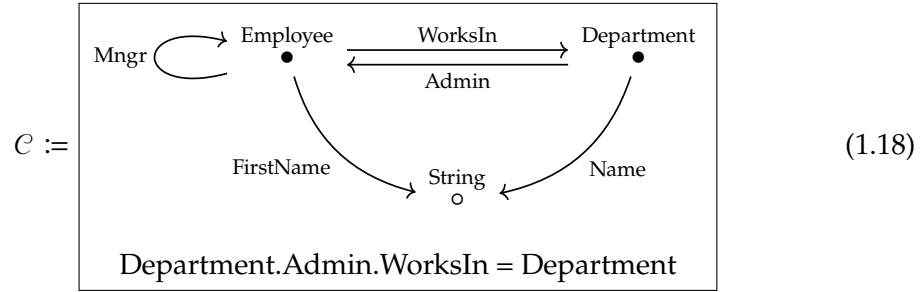 Employee
WorksIn
Department
Mngr
Admin
𝒞 :=
(1.18)
FirstName
String
Name
Department.Admin.WorksIn = Department